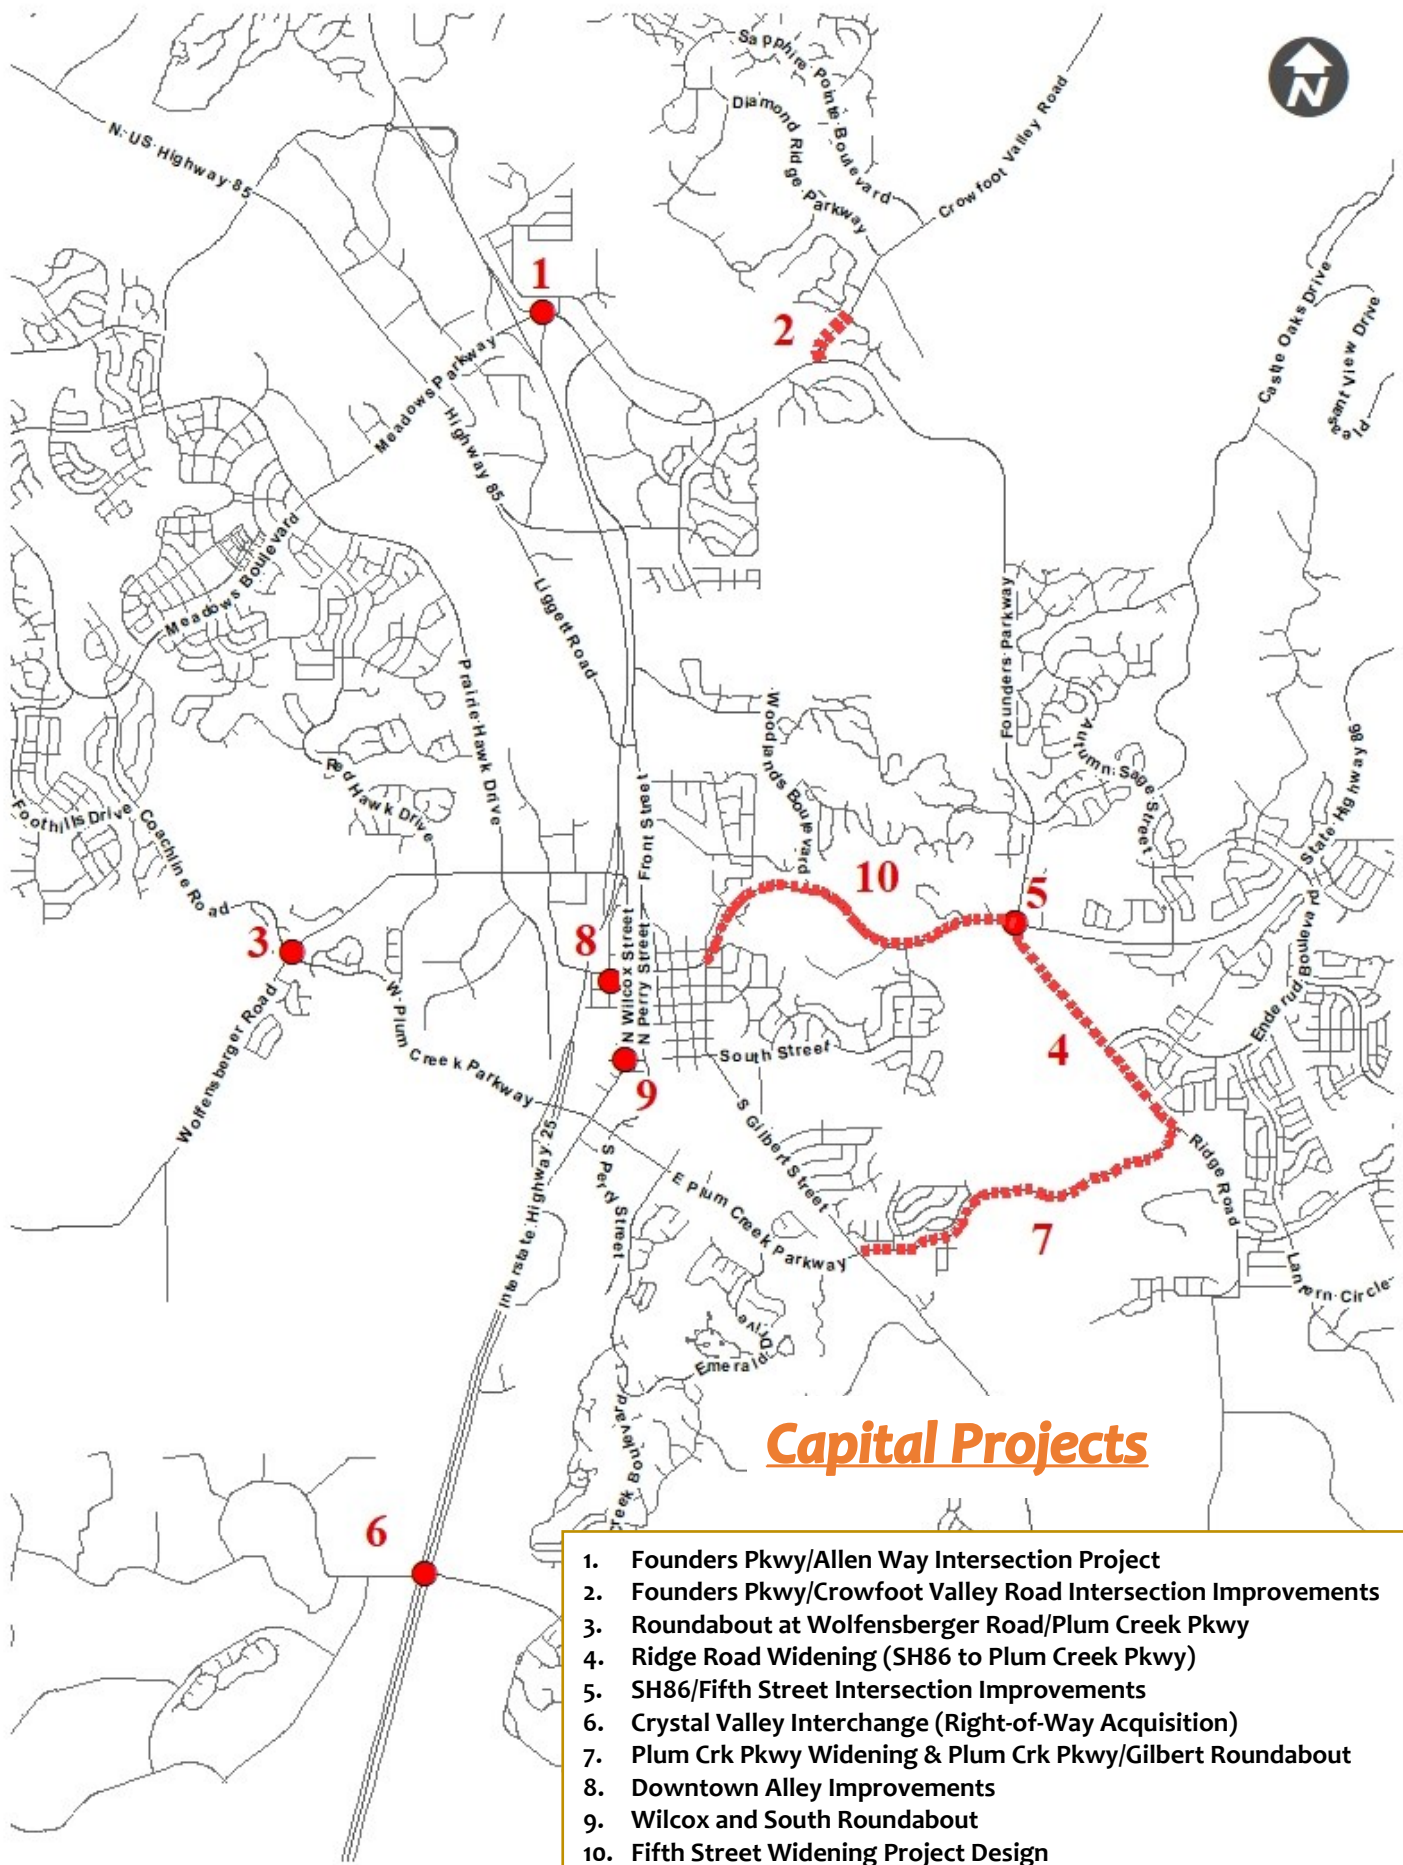 Sapphire Pointe Boulevard
N
Diamond Ridge Parkway
Crowfoot Valley Road
N US Highway 85
1
2
Castle Oaks Drive
Pleasant View Drive
Meadows Parkway
Highway 85
Meadows Boulevard
Liggett Road
Founders Parkway
Prairie Hawk Drive
Woodlands Boulevard
Autumn Sage Street
State Highway 86
Red Hawk Drive
Front Street
Foothills Drive
Coachline Road
10
5
3
8
N Wilcox Street
N Perry Street
Enderud Boulevard
W Plum Creek Parkway
South Street
4
Wolfensberger Road
9
S Gilbert Street
Interstate Highway 25
S Perry Street
E Plum Creek Parkway
Ridge Road
7
Lantern Circle
Emerald Drive
reek Boulevard
Capital Projects
6
1. Founders Pkwy/Allen Way Intersection Project
2. Founders Pkwy/Crowfoot Valley Road Intersection Improvements
3. Roundabout at Wolfensberger Road/Plum Creek Pkwy
4. Ridge Road Widening (SH86 to Plum Creek Pkwy)
5. SH86/Fifth Street Intersection Improvements
6. Crystal Valley Interchange (Right-of-Way Acquisition)
7. Plum Crk Pkwy Widening & Plum Crk Pkwy/Gilbert Roundabout
8. Downtown Alley Improvements
9. Wilcox and South Roundabout
10. Fifth Street Widening Project Design